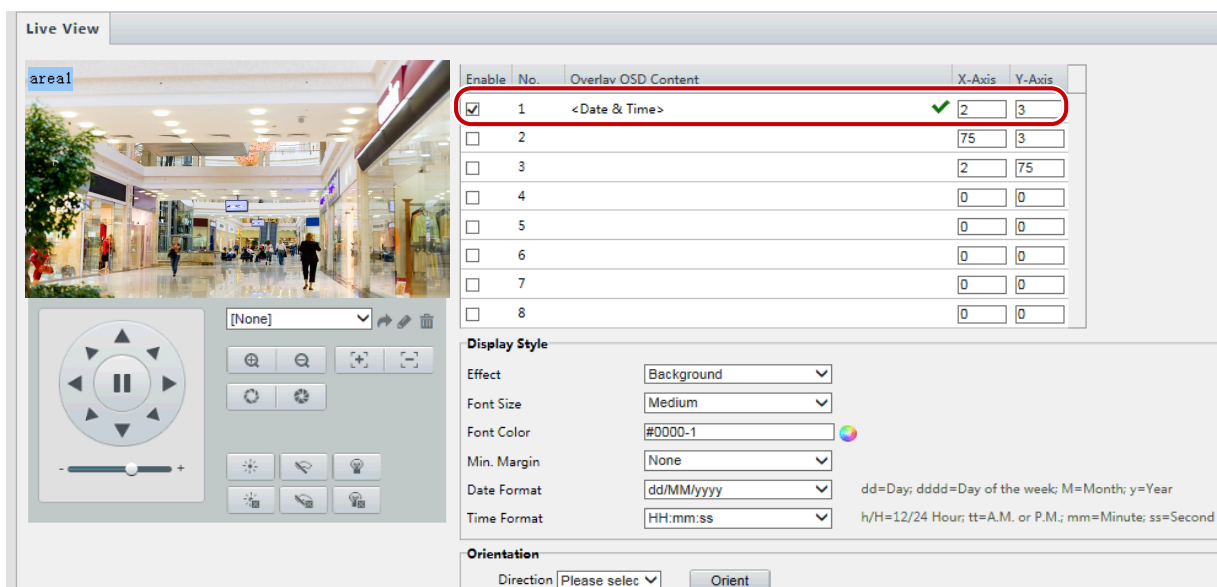 Live View
area1
Enable No. Overlay OSD Content X-Axis Y-Axis
1 <Date & Time> 2 3
2 75 3
3 2 75
4 0 0
5 0 0
6 0 0
7 0 0
8 0 0
[None]
- +
Display Style
Effect Background
Font Size Medium
Font Color #0000-1
Min. Margin None
Date Format dd/MM/yyyy dd=Day; dddd=Day of the week; M=Month; y=Year
Time Format HH:mm:ss h/H=12/24 Hour; tt=A.M. or P.M.; mm=Minute; ss=Second
Orientation
Direction Please selec Orient